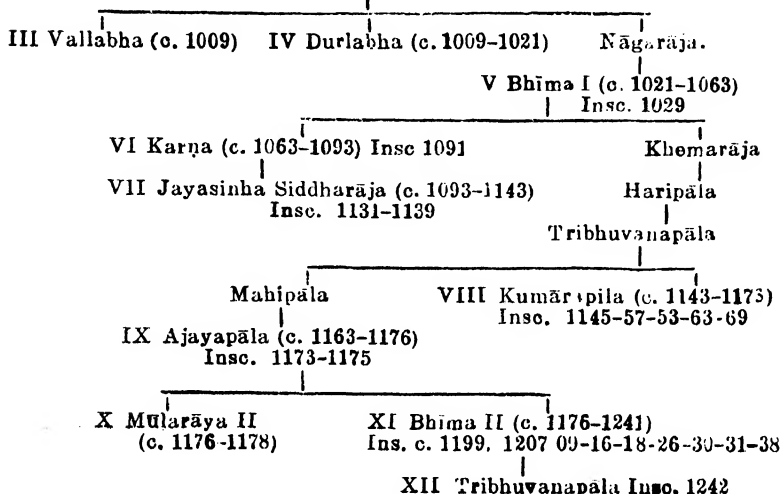 III Vallabha (c. 1009) IV Durlabha (c. 1009-1021) Nāgarāja.
V Bhīma I (c. 1021-1063)
Insc. 1029
VI Karṇa (c. 1063-1093) Insc 1091 Khemarāja
VII Jayasinha Siddharāja (c. 1093-1143) Haripāla
Insc. 1131-1139
Tribhuvanapāla
Mahipāla VIII Kumārapila (c. 1143-1173)
Insc. 1145-57-53-63-69
IX Ajayapāla (c. 1163-1176)
Insc. 1173-1175
X Mūlarāya II XI Bhima II (c. 1176-1241)
(c. 1176-1178) Ins. c. 1199, 1207 09-16-18-26-30-31-38
XII Tribhuvanapāla Insc. 1242